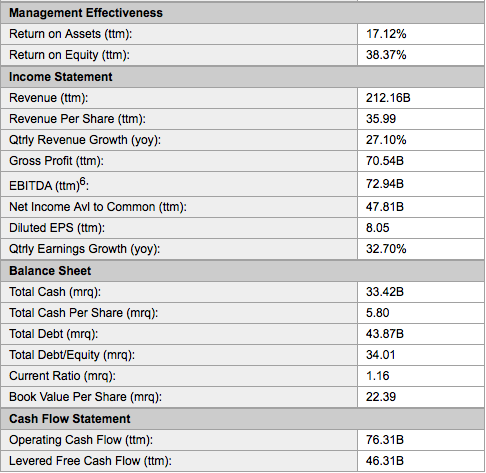 Management Effectiveness
Return on Assets (ttm): 17.12%
Return on Equity (ttm): 38.37%
Income Statement
Revenue (ttm): 212.16B
Revenue Per Share (ttm): 35.99
Qtrly Revenue Growth (yoy): 27.10%
Gross Profit (ttm): 70.54B
EBITDA (ttm)6: 72.94B
Net Income Avl to Common (ttm): 47.81B
Diluted EPS (ttm): 8.05
Qtrly Earnings Growth (yoy): 32.70%
Balance Sheet
Total Cash (mrq): 33.42B
Total Cash Per Share (mrq): 5.80
Total Debt (mrq): 43.87B
Total Debt/Equity (mrq): 34.01
Current Ratio (mrq): 1.16
Book Value Per Share (mrq): 22.39
Cash Flow Statement
Operating Cash Flow (ttm): 76.31B
Levered Free Cash Flow (ttm): 46.31B